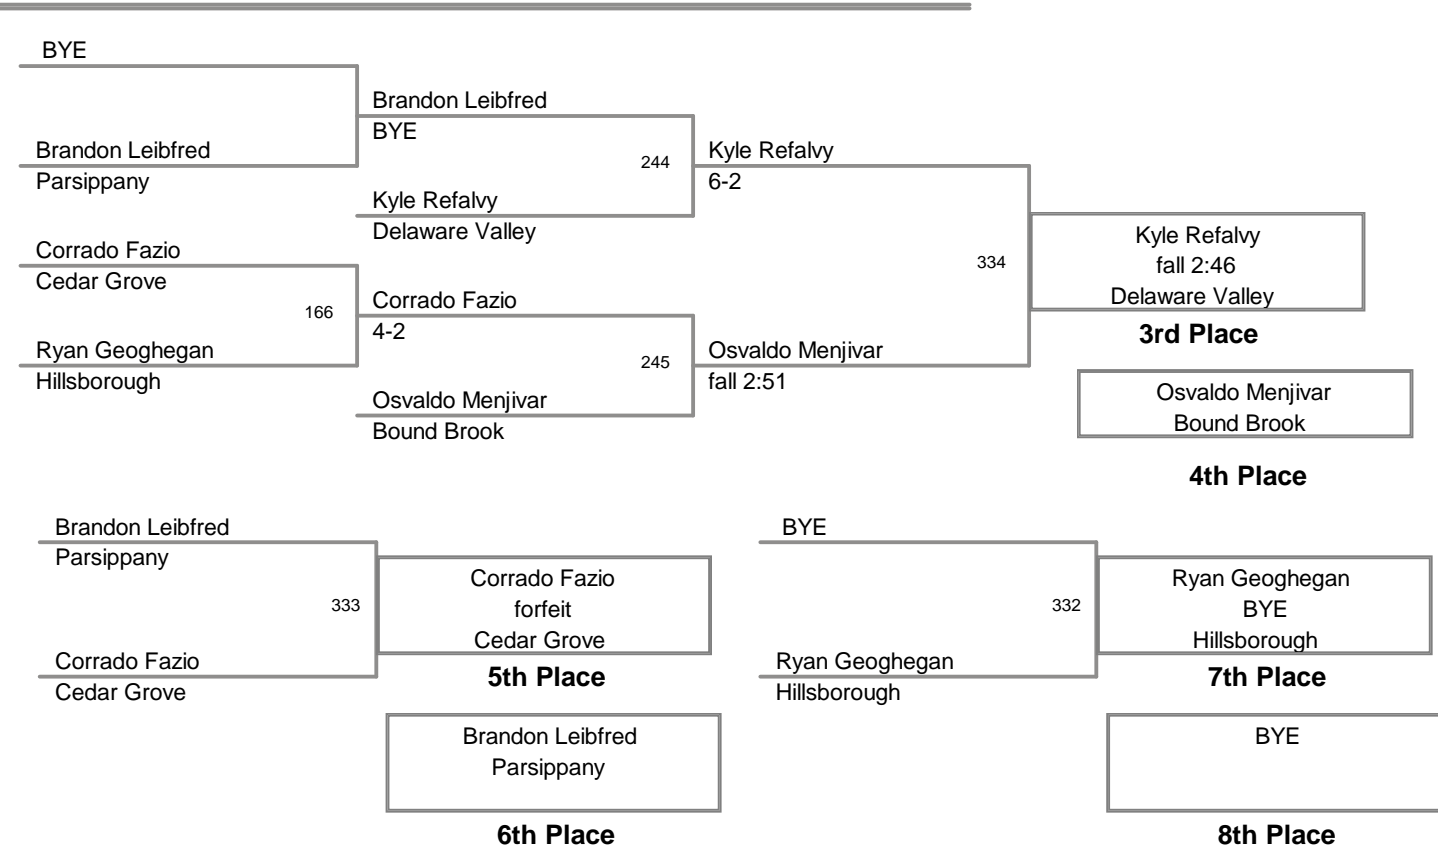 BYE
Brandon Leibfred
BYE
Brandon Leibfred
Parsippany
244
Kyle Refalvy
6-2
Kyle Refalvy
Delaware Valley
Corrado Fazio
Cedar Grove
334
Kyle Refalvy
fall 2:46
Delaware Valley
3rd Place
166
Corrado Fazio
4-2
Ryan Geoghegan
Hillsborough
245
Osvaldo Menjivar
fall 2:51
Osvaldo Menjivar
Bound Brook
Osvaldo Menjivar
Bound Brook
4th Place
Brandon Leibfred
Parsippany
333
Corrado Fazio
forfeit
Cedar Grove
Corrado Fazio
Cedar Grove
5th Place
Brandon Leibfred
Parsippany
6th Place
BYE
332
Ryan Geoghegan
BYE
Hillsborough
Ryan Geoghegan
Hillsborough
7th Place
BYE
8th Place